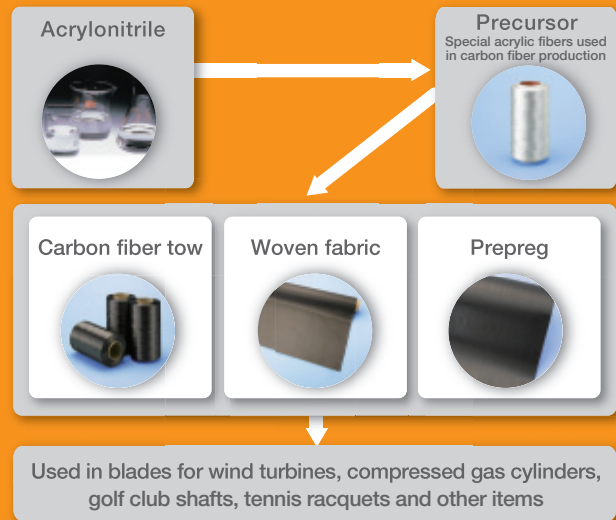 Acrylonitrile
Precursor
Special acrylic fibers used
in carbon fiber production
Carbon fiber tow
Woven fabric
Prepreg
Used in blades for wind turbines, compressed gas cylinders,
golf club shafts, tennis racquets and other items